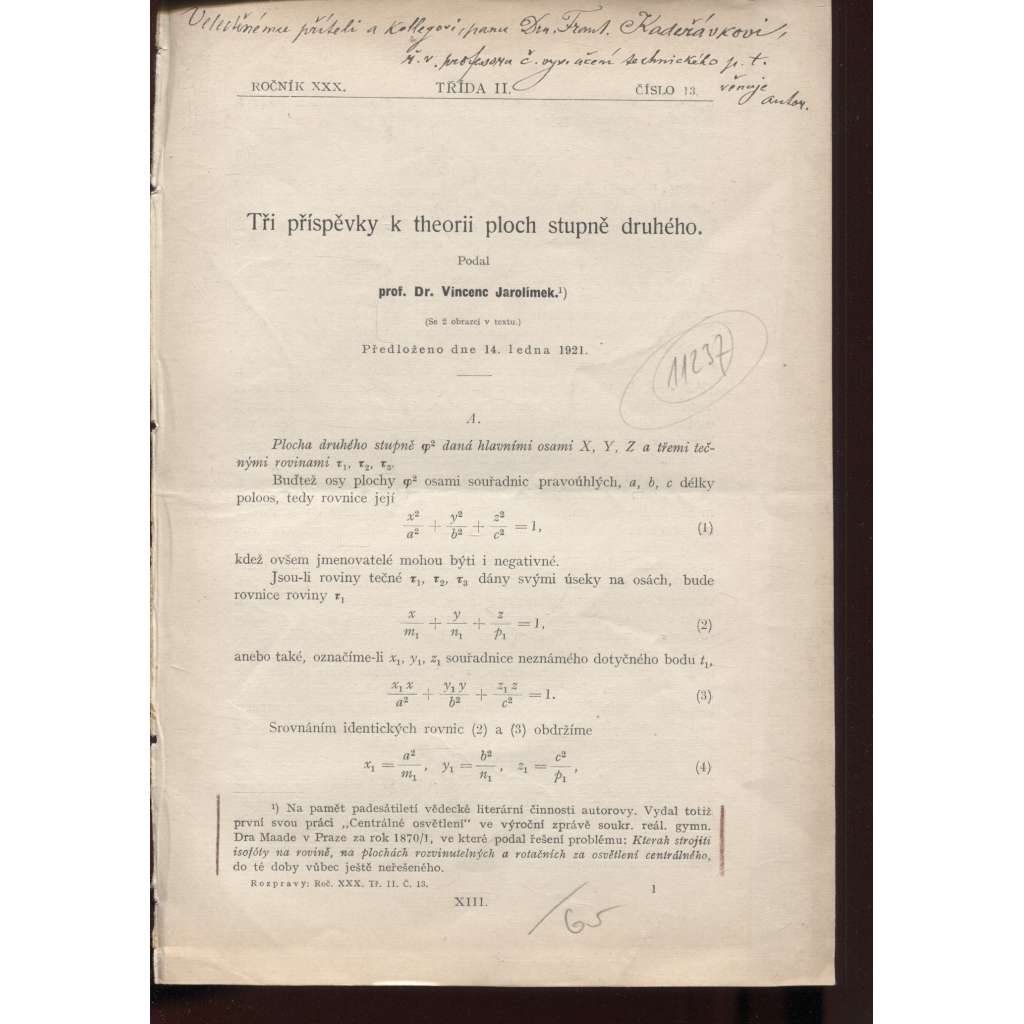 Velectěnému příteli a kollegovi, panu Dru. Frant. Kadeřávkovi,
ř. v. professoru č. vys. učení technického p. t.
věnuje
autor.
ROČNÍK XXX. TŘÍDA II. ČÍSLO 13.
Tři příspěvky k theorii ploch stupně druhého.
Podal
prof. Dr. Vincenc Jarolímek.¹)
(Se 2 obrazci v textu.)
Předloženo dne 14. ledna 1921.
11237
A.
Plocha druhého stupně φ² daná hlavními osami X, Y, Z a třemi teč-
nými rovinami τ₁, τ₂, τ₃.
Buďtež osy plochy φ² osami souřadnic pravoúhlých, a, b, c délky
poloos, tedy rovnice její
x²/a² + y²/b² + z²/c² = 1, (1)
kdež ovšem jmenovatelé mohou býti i negativné.
Jsou-li roviny tečné τ₁, τ₂, τ₃ dány svými úseky na osách, bude
rovnice roviny τ₁
x/m₁ + y/n₁ + z/p₁ = 1, (2)
anebo také, označíme-li x₁, y₁, z₁ souřadnice neznámého dotyčného bodu t₁,
x₁ x/a² + y₁ y/b² + z₁ z/c² = 1. (3)
Srovnáním identických rovnic (2) a (3) obdržíme
x₁ = a²/m₁, y₁ = b²/n₁, z₁ = c²/p₁, (4)
¹) Na pamět padesátiletí vědecké literární činnosti autorovy. Vydal totiž
první svou práci „Centrálné osvětlení" ve výroční zprávě soukr. reál. gymn.
Dra Maade v Praze za rok 1870/1, ve které podal řešení problému: Kterak strojiti
isofóty na rovině, na plochách rozvinutelných a rotačních za osvětlení centrálného,
do té doby vůbec ještě neřešeného.
Rozpravy: Roč. XXX. Tř. II. Č. 13. 1
XIII.
/65